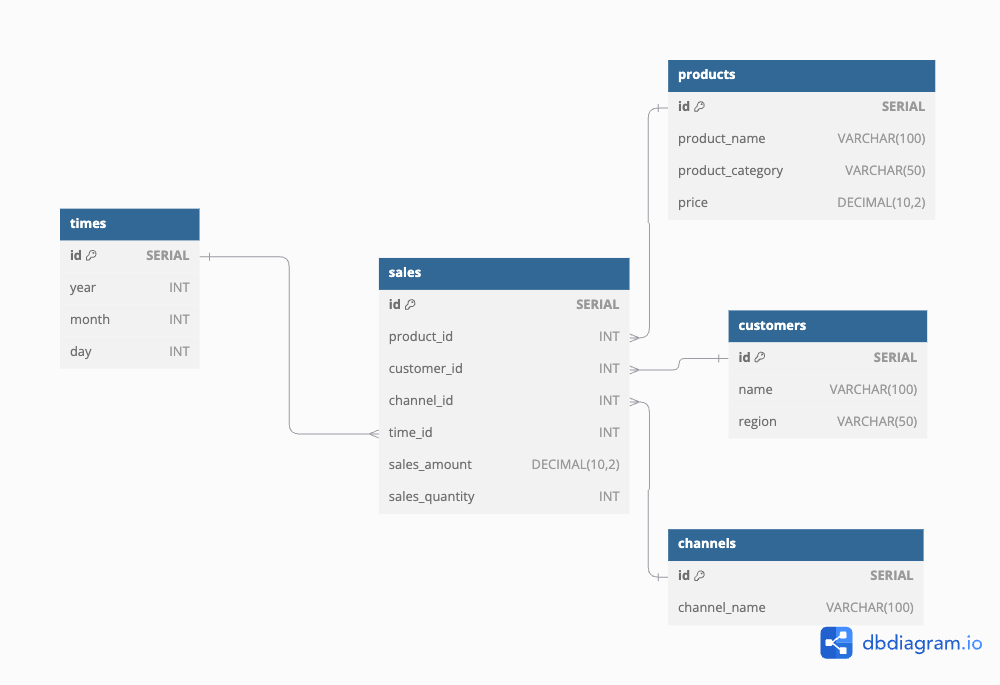 products
id SERIAL
product_name VARCHAR(100)
product_category VARCHAR(50)
price DECIMAL(10,2)
times
id SERIAL
year INT
month INT
day INT
sales
id SERIAL
product_id INT
customer_id INT
channel_id INT
time_id INT
sales_amount DECIMAL(10,2)
sales_quantity INT
customers
id SERIAL
name VARCHAR(100)
region VARCHAR(50)
channels
id SERIAL
channel_name VARCHAR(100)
dbdiagram.io